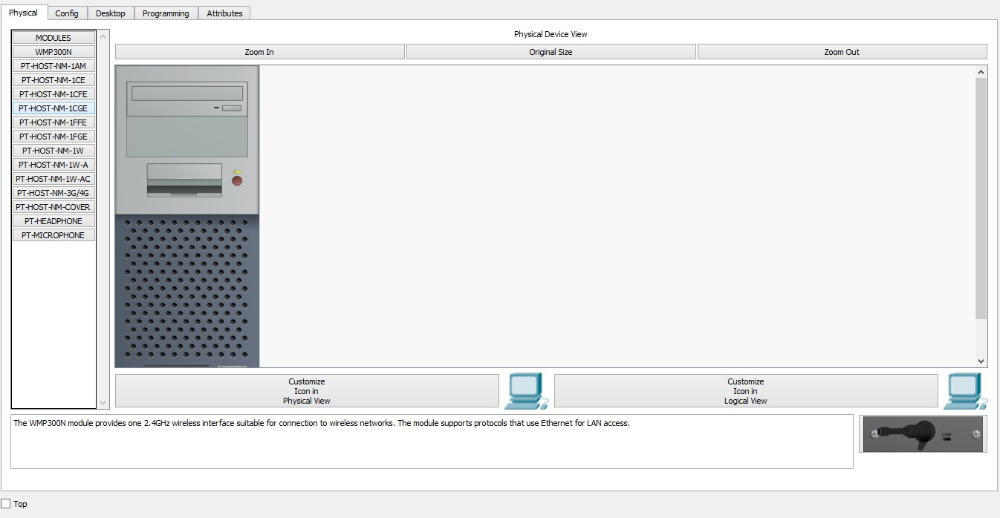 Physical
Config
Desktop
Programming
Attributes
MODULES
WMP300N
PT-HOST-NM-1AM
PT-HOST-NM-1CE
PT-HOST-NM-1CFE
PT-HOST-NM-1CGE
PT-HOST-NM-1FFE
PT-HOST-NM-1FGE
PT-HOST-NM-1W
PT-HOST-NM-1W-A
PT-HOST-NM-1W-AC
PT-HOST-NM-3G/4G
PT-HOST-NM-COVER
PT-HEADPHONE
PT-MICROPHONE
Physical Device View
Zoom In
Original Size
Zoom Out
Customize
Icon in
Physical View
Customize
Icon in
Logical View
The WMP300N module provides one 2.4GHz wireless interface suitable for connection to wireless networks. The module supports protocols that use Ethernet for LAN access.
LINK
Top